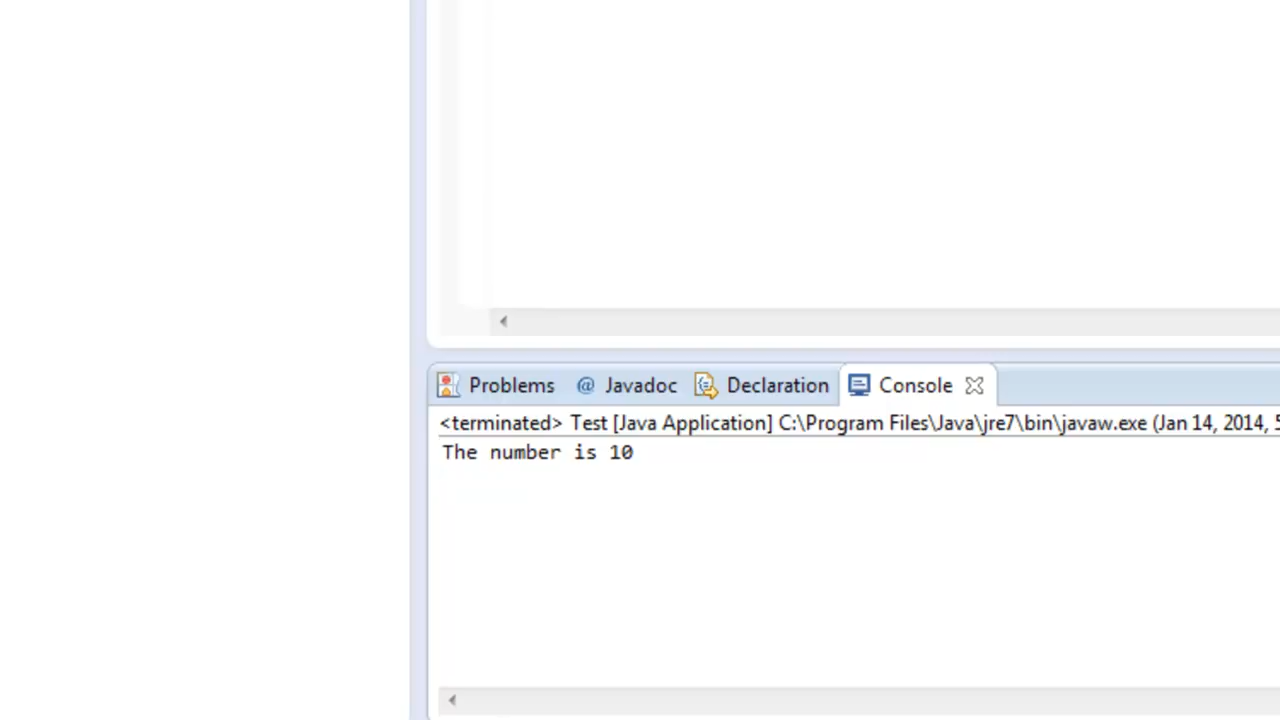 Problems @ Javadoc Declaration Console
<terminated> Test [Java Application] C:\Program Files\Java\jre7\bin\javaw.exe (Jan 14, 2014, 5
The number is 10